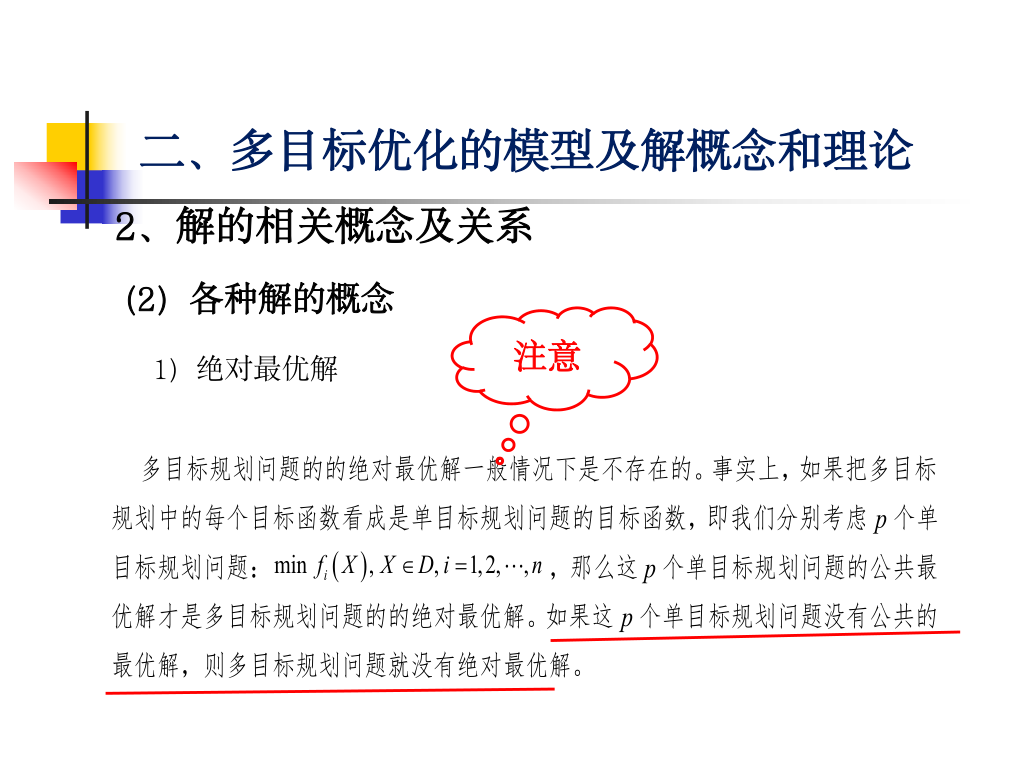 二、多目标优化的模型及解概念和理论
2、解的相关概念及关系
(2) 各种解的概念
注意
1) 绝对最优解
多目标规划问题的的绝对最优解一般情况下是不存在的。事实上，如果把多目标
规划中的每个目标函数看成是单目标规划问题的目标函数，即我们分别考虑 p 个单
目标规划问题：min f_i(X), X∈D, i=1,2,⋯,n，那么这 p 个单目标规划问题的公共最
优解才是多目标规划问题的的绝对最优解。如果这 p 个单目标规划问题没有公共的
最优解，则多目标规划问题就没有绝对最优解。